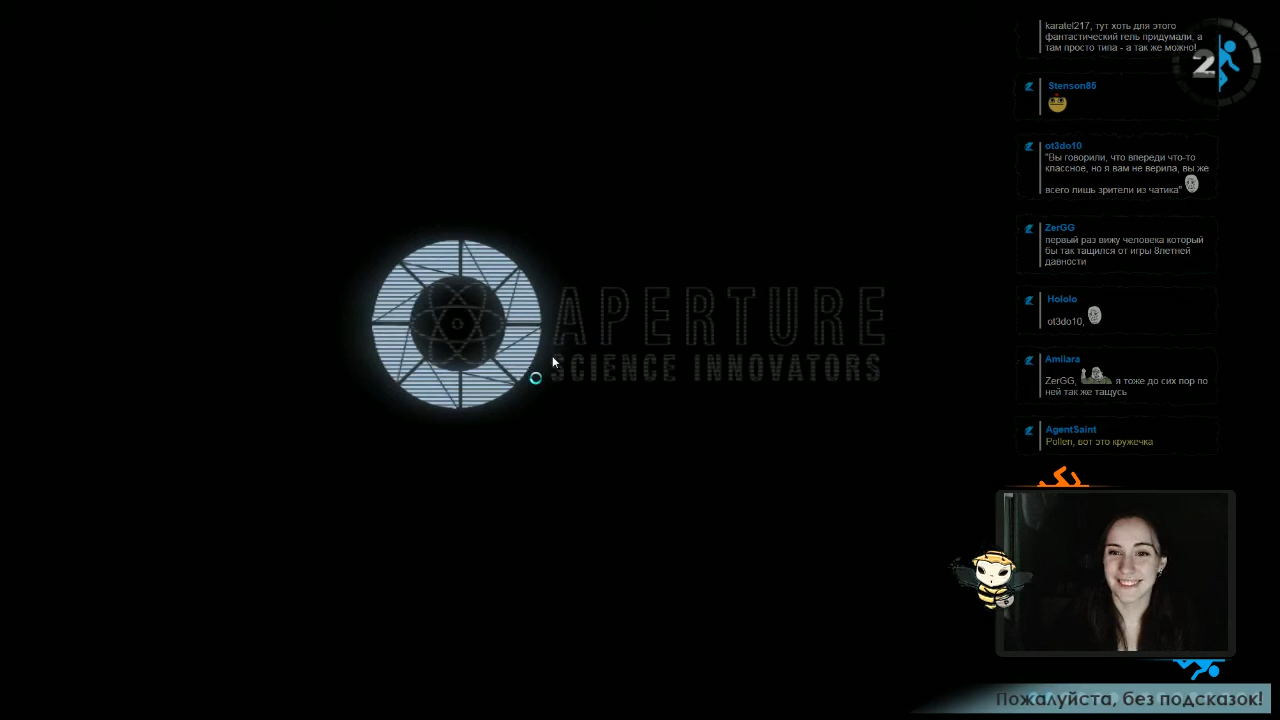 karatel217, тут хоть для этого
фантастический гель придумали, а
там просто типа - а так же можно!
2
Stenson85
ot3do10
"Вы говорили, что впереди что-то
классное, но я вам не верила, вы же
всего лишь зрители из чатика"
ZerGG
первый раз вижу человека который
бы так тащился от игры 8летней
давности
Hololo
ot3do10,
APERTURE
SCIENCE INNOVATORS
Amilara
ZerGG, я тоже до сих пор по
ней так же тащусь
AgentSaint
Pollen, вот это кружечка
Пожалуйста, без подсказок!